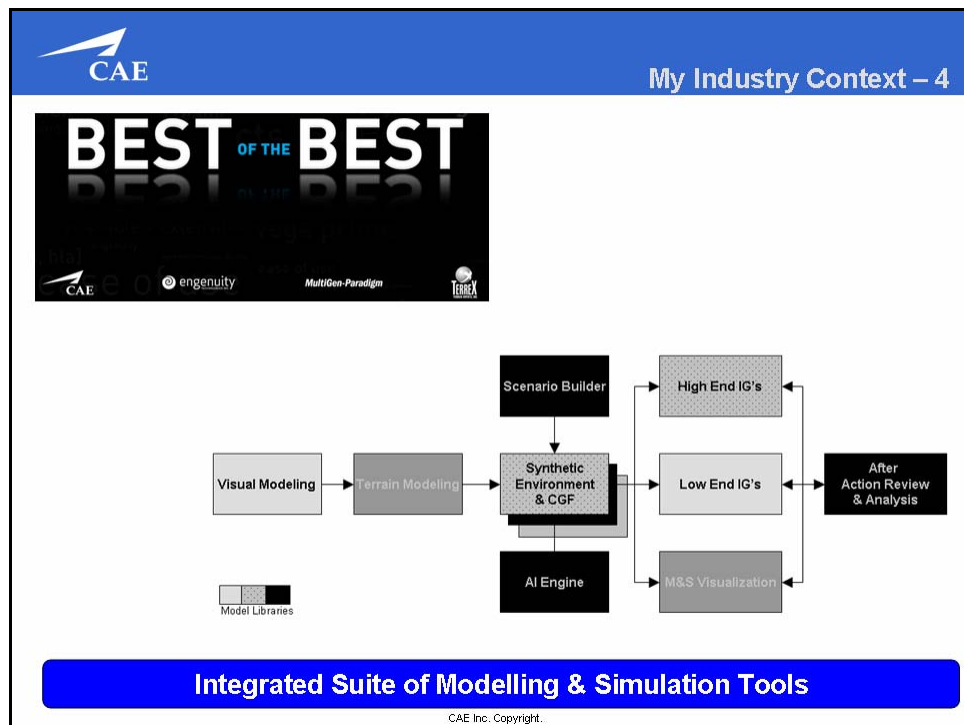 CAE
My Industry Context – 4
BEST OF THE BEST
CAE
engenuity
MultiGen-Paradigm
TERREX
Scenario Builder
High End IG's
Visual Modeling
Terrain Modeling
Synthetic
Environment
& CGF
Low End IG's
After
Action Review
& Analysis
AI Engine
M&S Visualization
Model Libraries
Integrated Suite of Modelling & Simulation Tools
CAE Inc. Copyright.